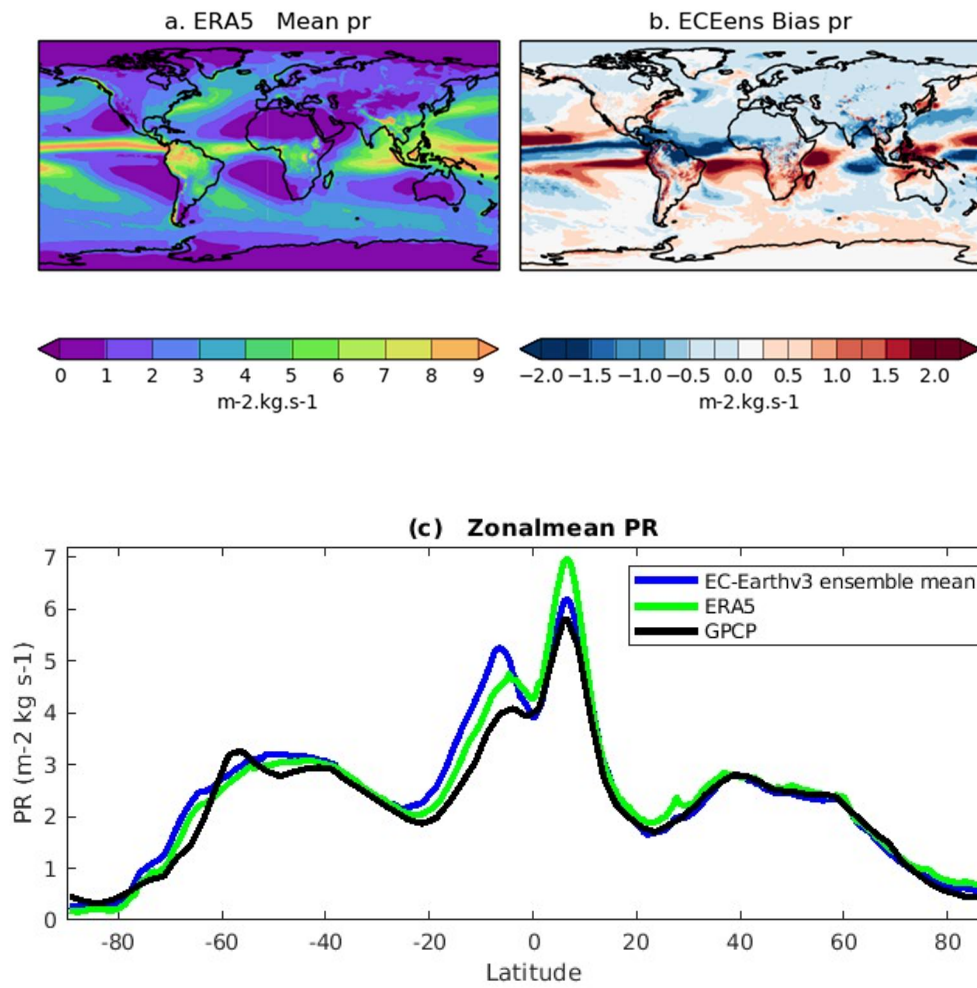 a. ERA5 Mean pr
b. ECEens Bias pr
0 1 2 3 4 5 6 7 8 9
m-2.kg.s-1
−2.0 −1.5 −1.0 −0.5 0.0 0.5 1.0 1.5 2.0
m-2.kg.s-1
(c) Zonalmean PR
7
6
5
4
3
2
1
0
PR (m-2 kg s-1)
EC-Earthv3 ensemble mean
ERA5
GPCP
-80 -60 -40 -20 0 20 40 60 80
Latitude